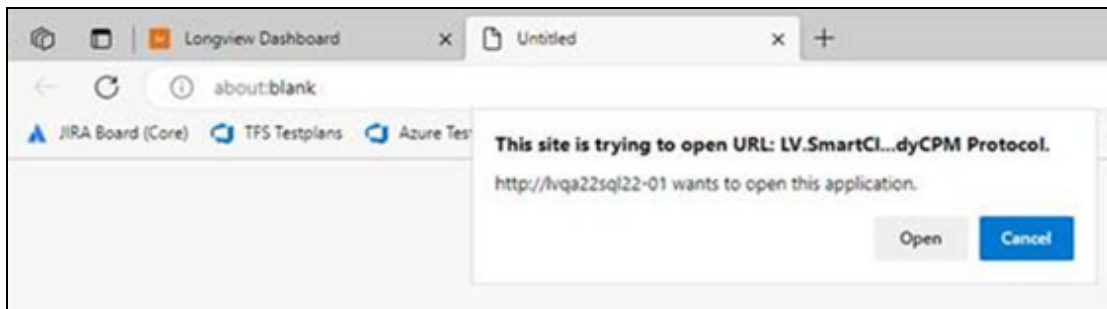 Longview Dashboard Untitled
about:blank
JIRA Board (Core) TFS Testplans Azure Tes
This site is trying to open URL: LV.SmartCl...dyCPM Protocol.
http://lvqa22sql22-01 wants to open this application.
Open Cancel